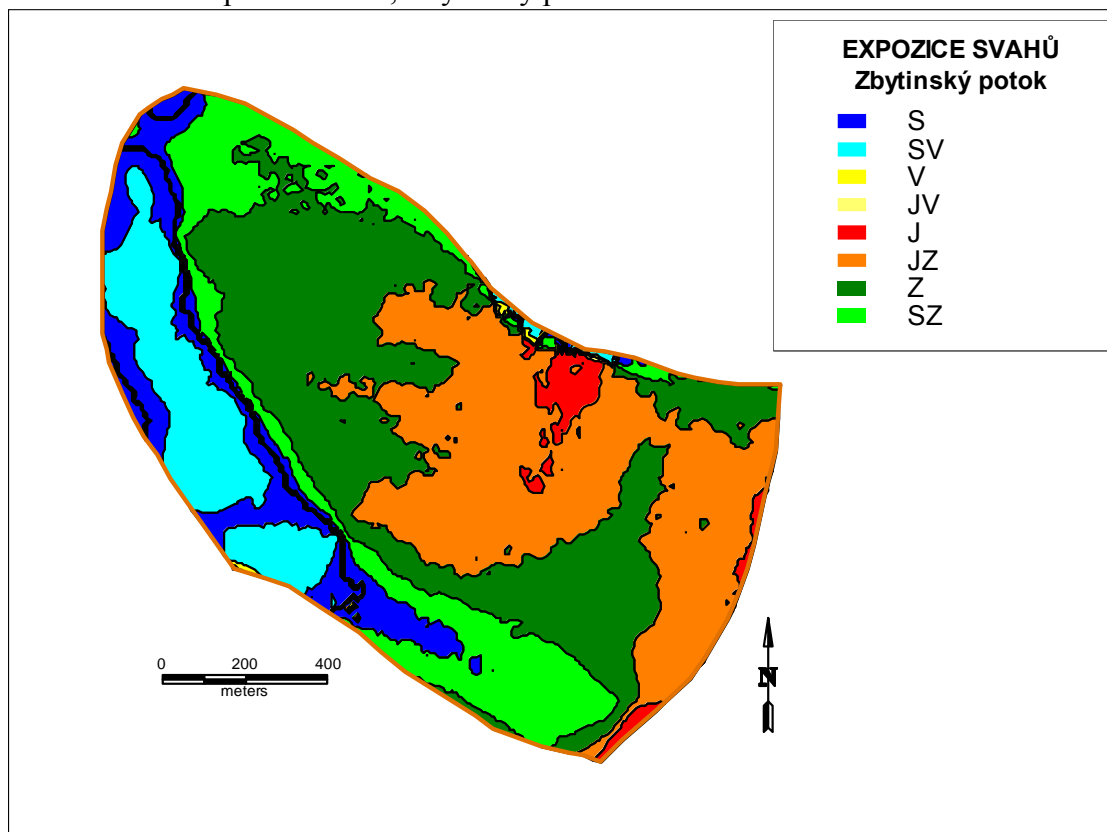 EXPOZICE SVAHŮ
Zbytinský potok
S
SV
V
JV
J
JZ
Z
SZ
0 200 400
meters
N